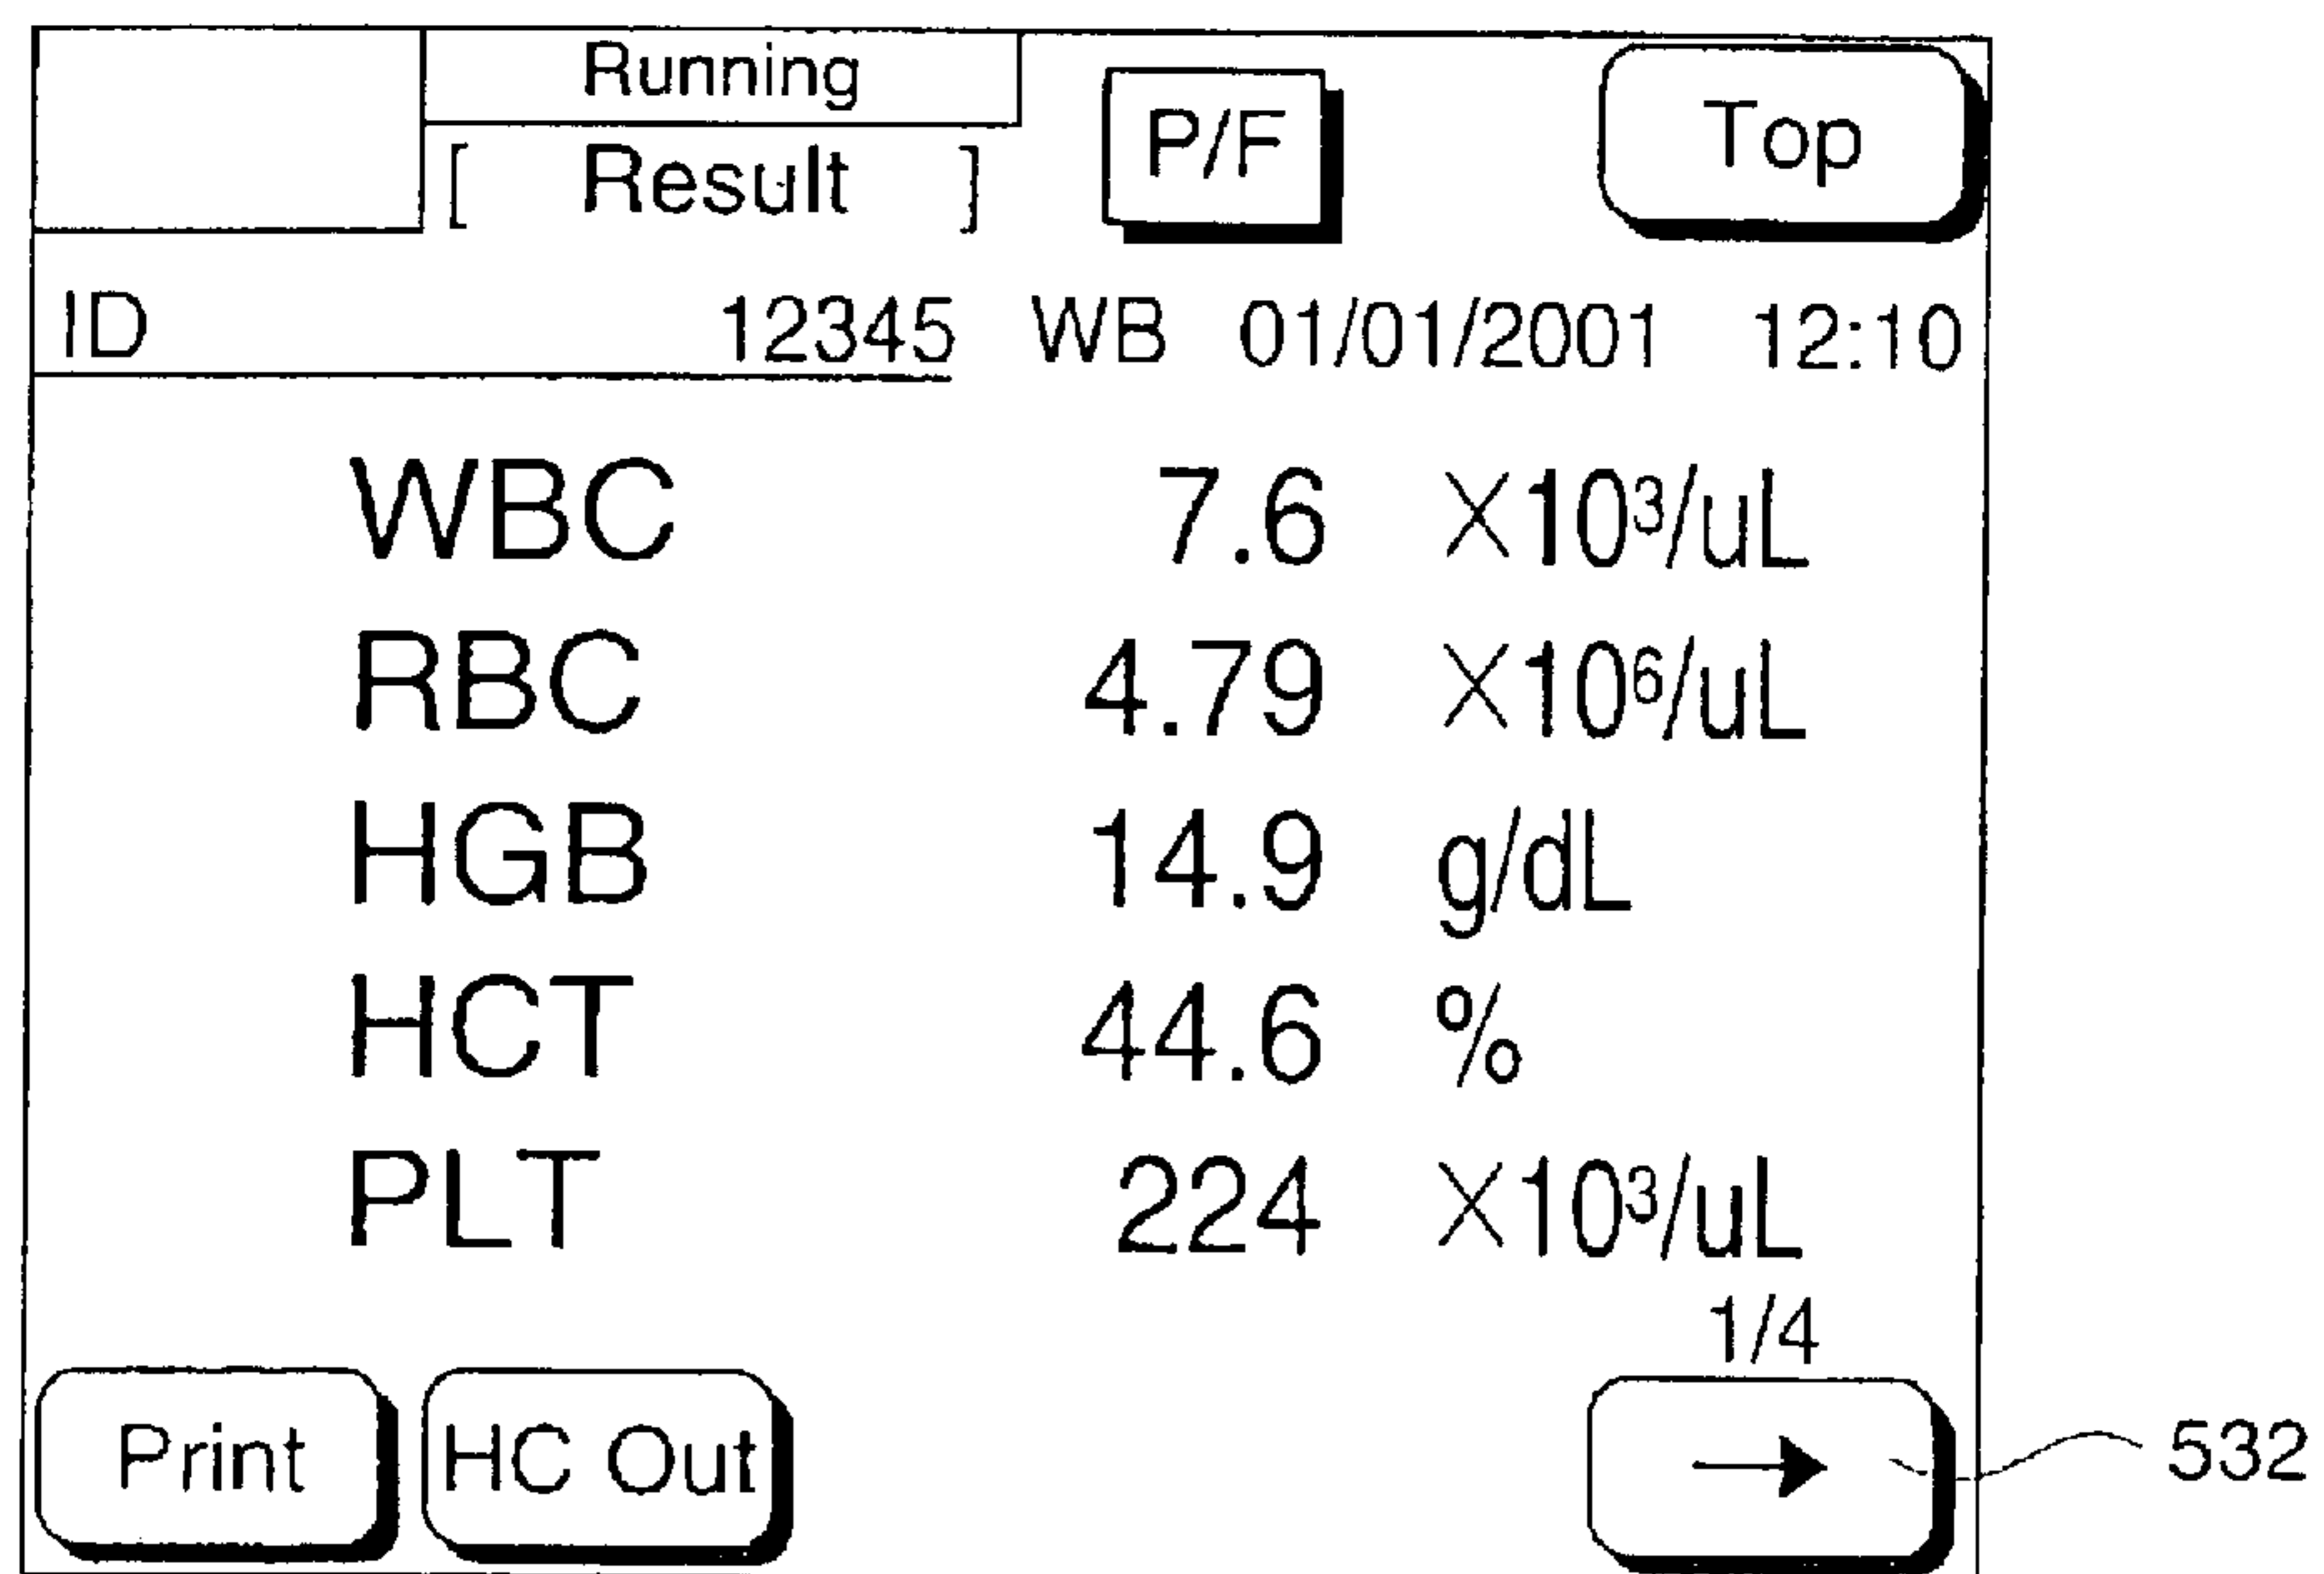 Running
[ Result ] P/F Top
ID 12345 WB 01/01/2001 12:10
WBC 7.6 ×10³/uL
RBC 4.79 ×10⁶/uL
HGB 14.9 g/dL
HCT 44.6 %
PLT 224 ×10³/uL
1/4
Print HC Out → 532